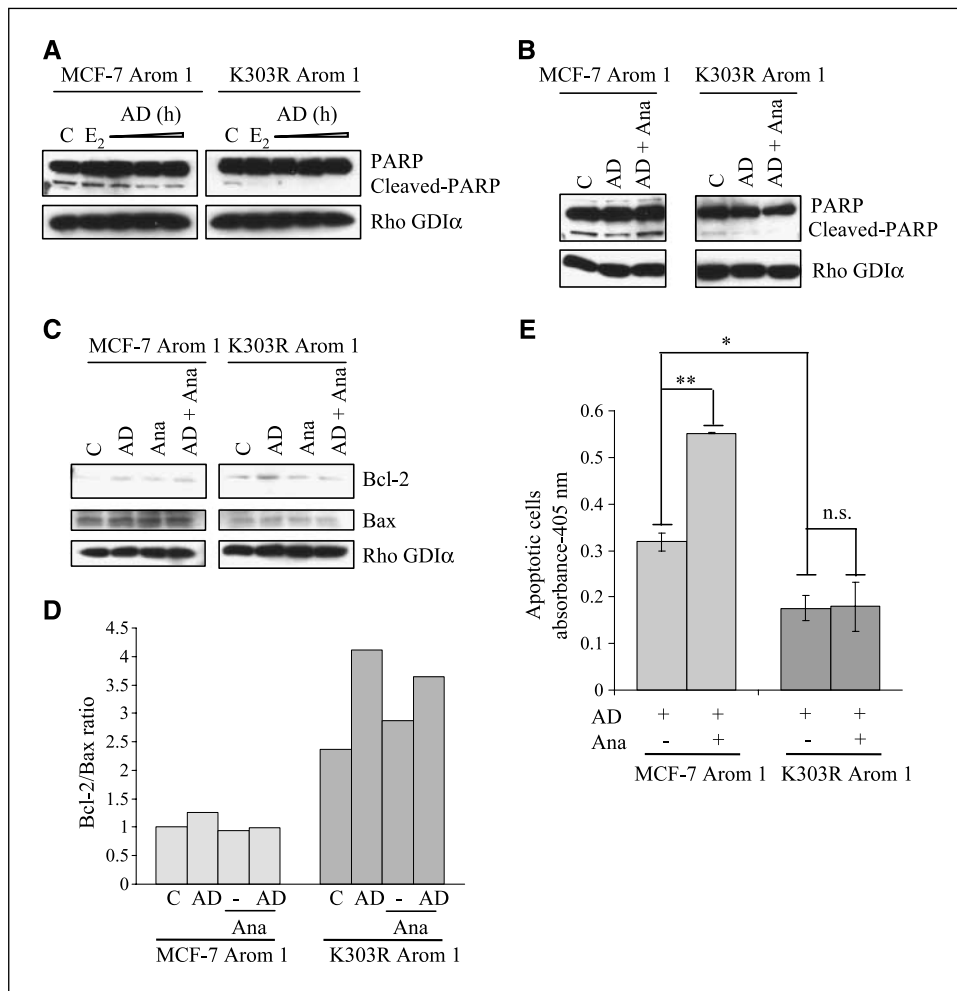 A
MCF-7 Arom 1 K303R Arom 1
AD (h) AD (h)
C E₂ C E₂
PARP
Cleaved-PARP
Rho GDIα
B
MCF-7 Arom 1 K303R Arom 1
C AD AD + Ana C AD AD + Ana
PARP
Cleaved-PARP
Rho GDIα
C
MCF-7 Arom 1 K303R Arom 1
C AD Ana AD + Ana C AD Ana AD + Ana
Bcl-2
Bax
Rho GDIα
D
Bcl-2/Bax ratio
4.5
4
3.5
3
2.5
2
1.5
1
0.5
0
C AD - AD C AD - AD
Ana Ana
MCF-7 Arom 1 K303R Arom 1
E
*
**
n.s.
Apoptotic cells
absorbance-405 nm
0.6
0.5
0.4
0.3
0.2
0.1
0
AD + + + +
Ana - + - +
MCF-7 Arom 1 K303R Arom 1